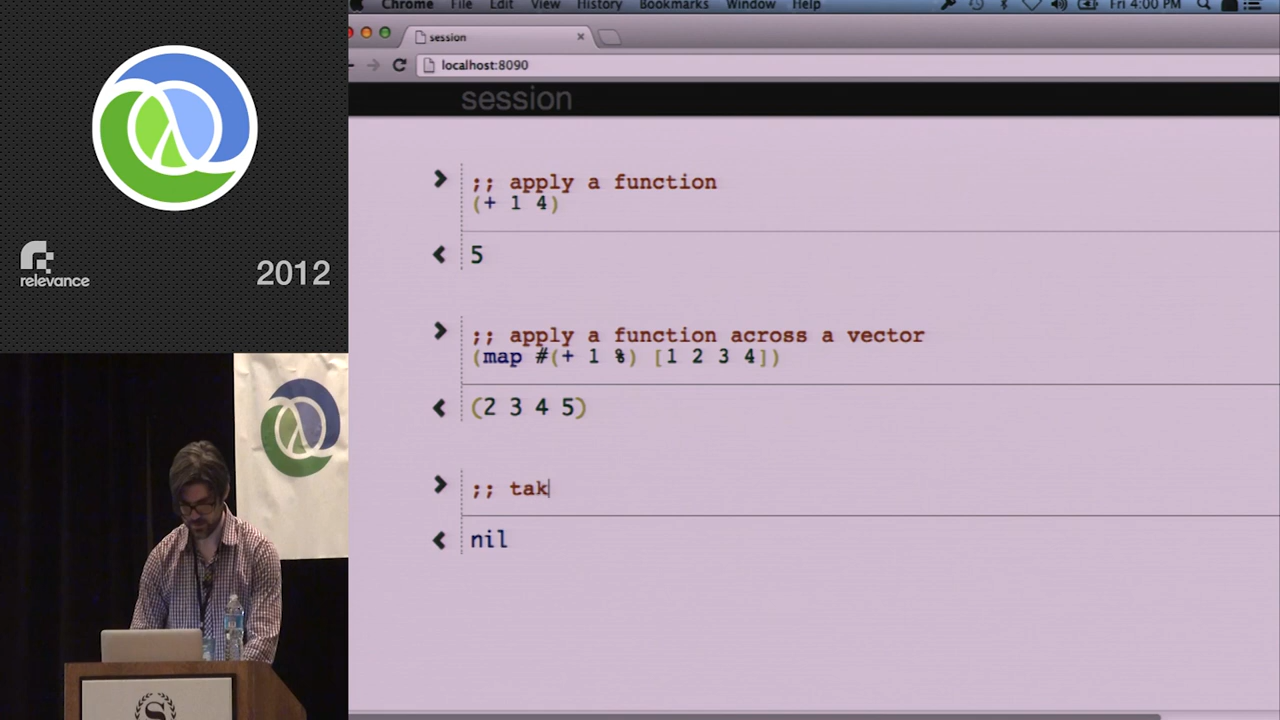 Chrome File Edit View History Bookmarks Window Help Fri 4:00 PM
session
localhost:8090
session
;; apply a function
(+ 1 4)
5
;; apply a function across a vector
(map #(+ 1 %) [1 2 3 4])
(2 3 4 5)
;; tak
nil
relevance
2012
S